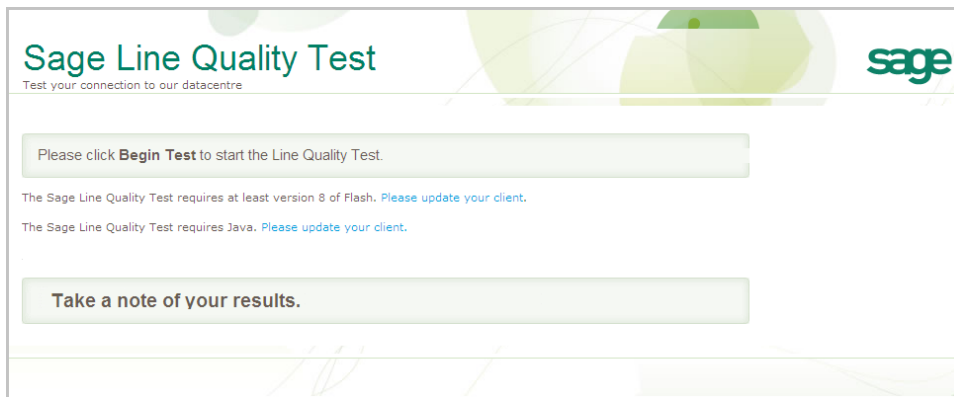 Sage Line Quality Test
sage
Test your connection to our datacentre
Please click Begin Test to start the Line Quality Test.
The Sage Line Quality Test requires at least version 8 of Flash. Please update your client.
The Sage Line Quality Test requires Java. Please update your client.
Take a note of your results.